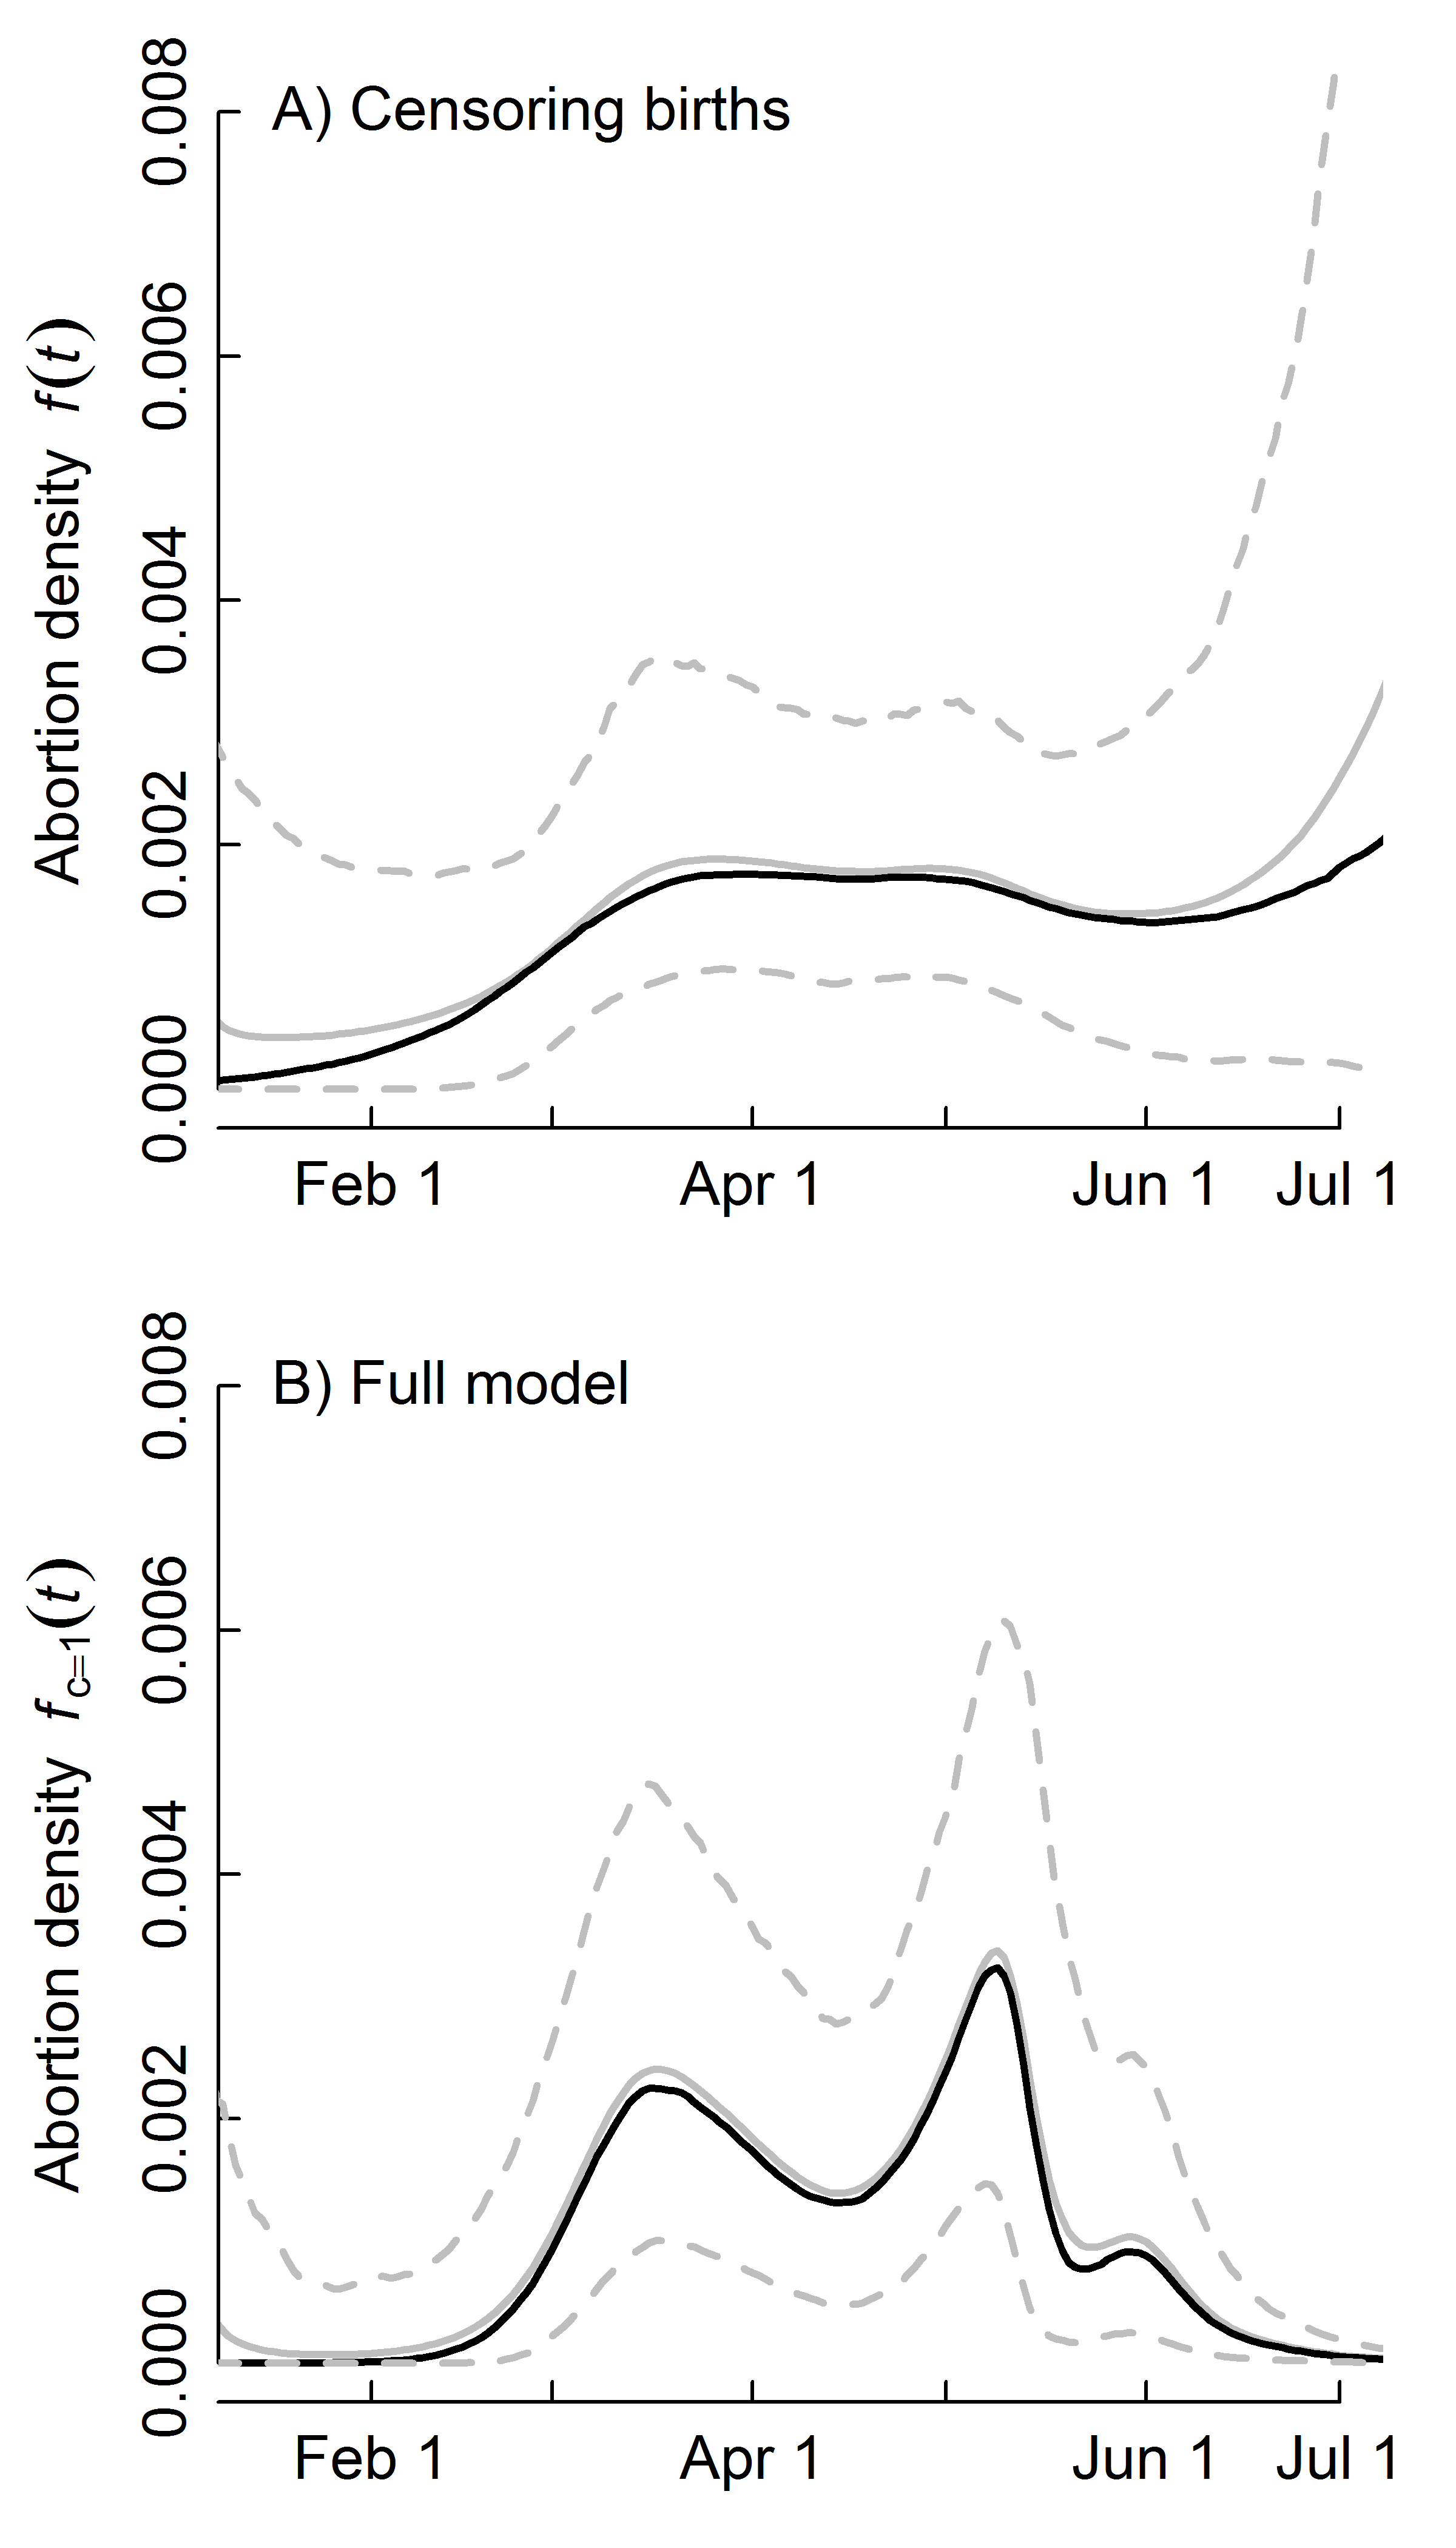 A) Censoring births
Abortion density f(t)
0.008
0.006
0.004
0.002
0.000
Feb 1 Apr 1 Jun 1 Jul 1
B) Full model
Abortion density f c=1(t)
0.008
0.006
0.004
0.002
0.000
Feb 1 Apr 1 Jun 1 Jul 1